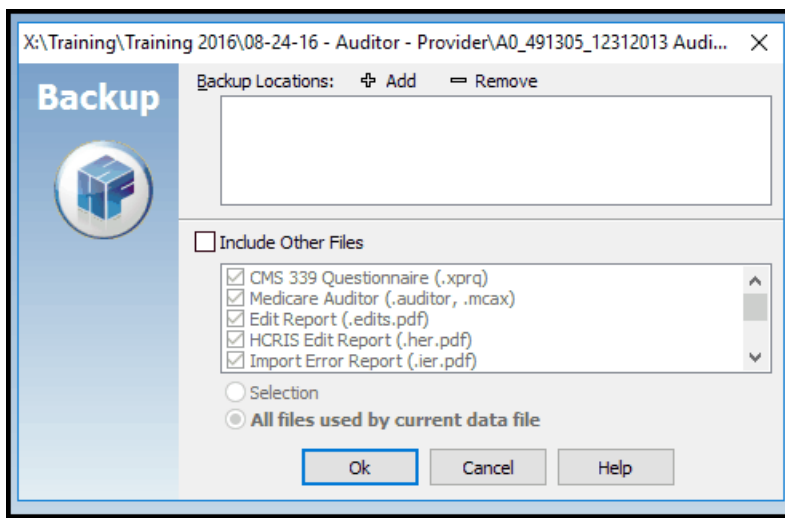 X:\Training\Training 2016\08-24-16 - Auditor - Provider\A0_491305_12312013 Audi...
Backup
Backup Locations: Add Remove
Include Other Files
CMS 339 Questionnaire (.xprq)
Medicare Auditor (.auditor, .mcax)
Edit Report (.edits.pdf)
HCRIS Edit Report (.her.pdf)
Import Error Report (.ier.pdf)
Selection
All files used by current data file
Ok Cancel Help